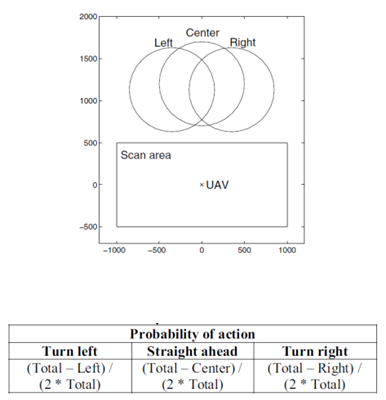 2000
1500
1000
500
0
−500
−1000 −500 0 500 1000
Center
Left Right
Scan area
× UAV
Probability of action
Turn left Straight ahead Turn right
(Total – Left) / (Total – Center) / (Total – Right) /
(2 * Total) (2 * Total) (2 * Total)